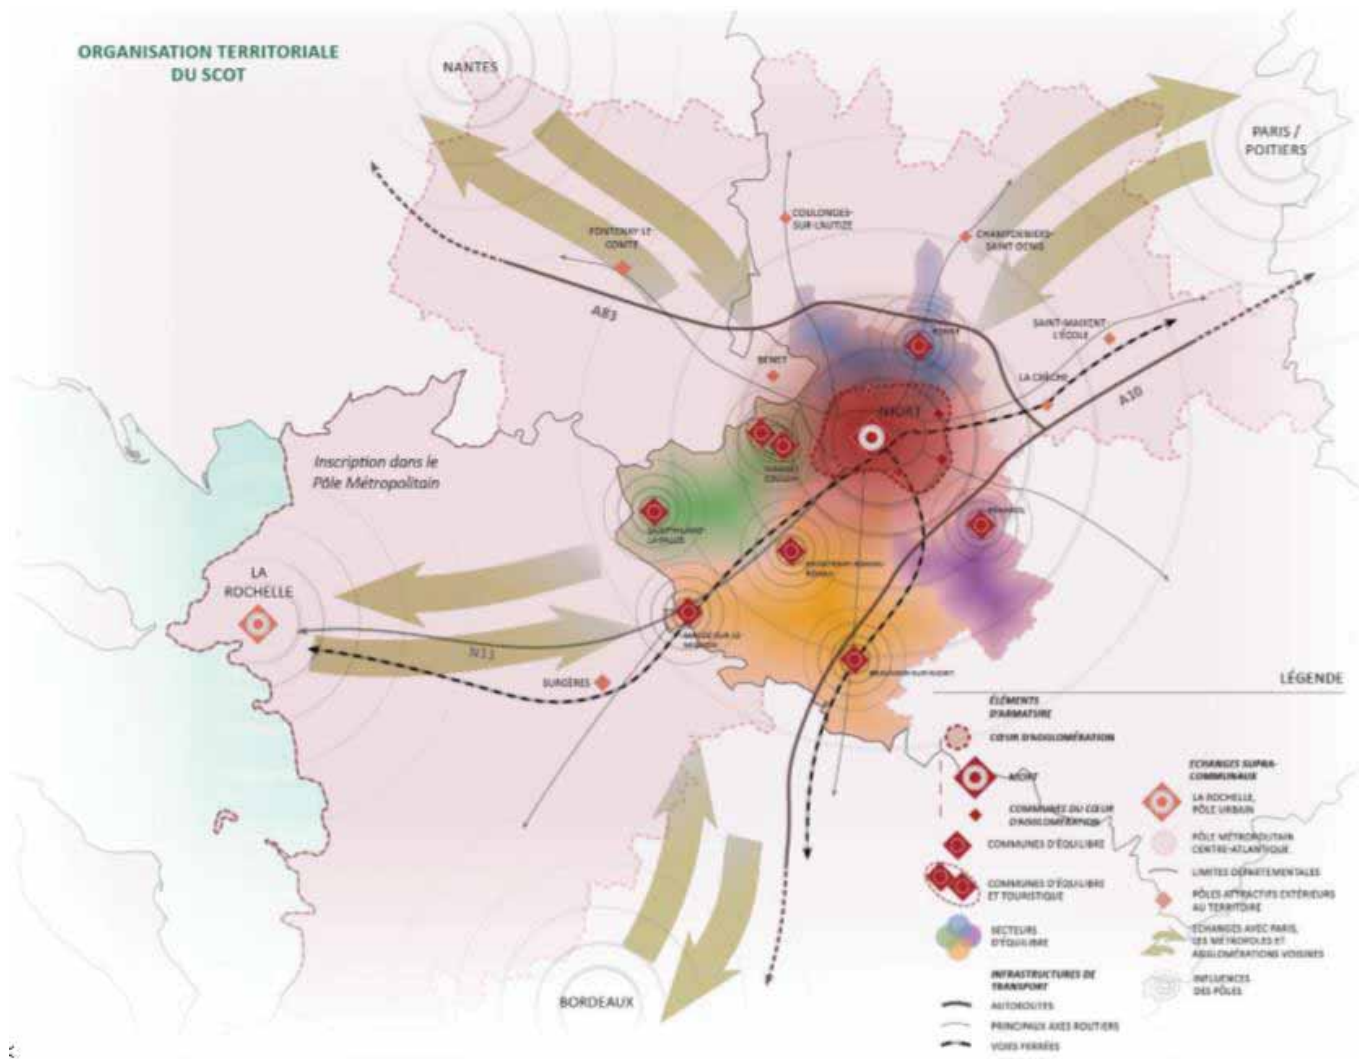 ORGANISATION TERRITORIALE
DU SCOT
NANTES
PARIS /
POITIERS
COULONGES-
SUR-L'AUTIZE
CHAMPDENIERS-
SAINT-DENIS
FONTENAY-LE-
COMTE
A83
SAINT-MAIXENT-
L'ÉCOLE
BENET
LA CRÈCHE
A10
NIORT
Inscription dans le
Pôle Métropolitain
COULON
LA
ROCHELLE
N11
SURGÈRES
BORDEAUX
LÉGENDE
ÉLÉMENTS
D'ARMATURE
CŒUR D'AGGLOMÉRATION
NIORT
COMMUNES DU CŒUR
D'AGGLOMÉRATION
COMMUNES D'ÉQUILIBRE
COMMUNES D'ÉQUILIBRE
ET TOURISTIQUE
SECTEURS
D'ÉQUILIBRE
INFRASTRUCTURES DE
TRANSPORT
AUTOROUTES
PRINCIPAUX AXES ROUTIERS
VOIES FERRÉES
ECHANGES SUPRA-
COMMUNAUX
LA ROCHELLE,
PÔLE URBAIN
PÔLE MÉTROPOLITAIN
CENTRE-ATLANTIQUE
LIMITES DÉPARTEMENTALES
PÔLES ATTRACTIFS EXTÉRIEURS
AU TERRITOIRE
ECHANGES AVEC PARIS,
LES MÉTROPOLES ET
AGGLOMÉRATIONS VOISINES
INFLUENCES
DES PÔLES